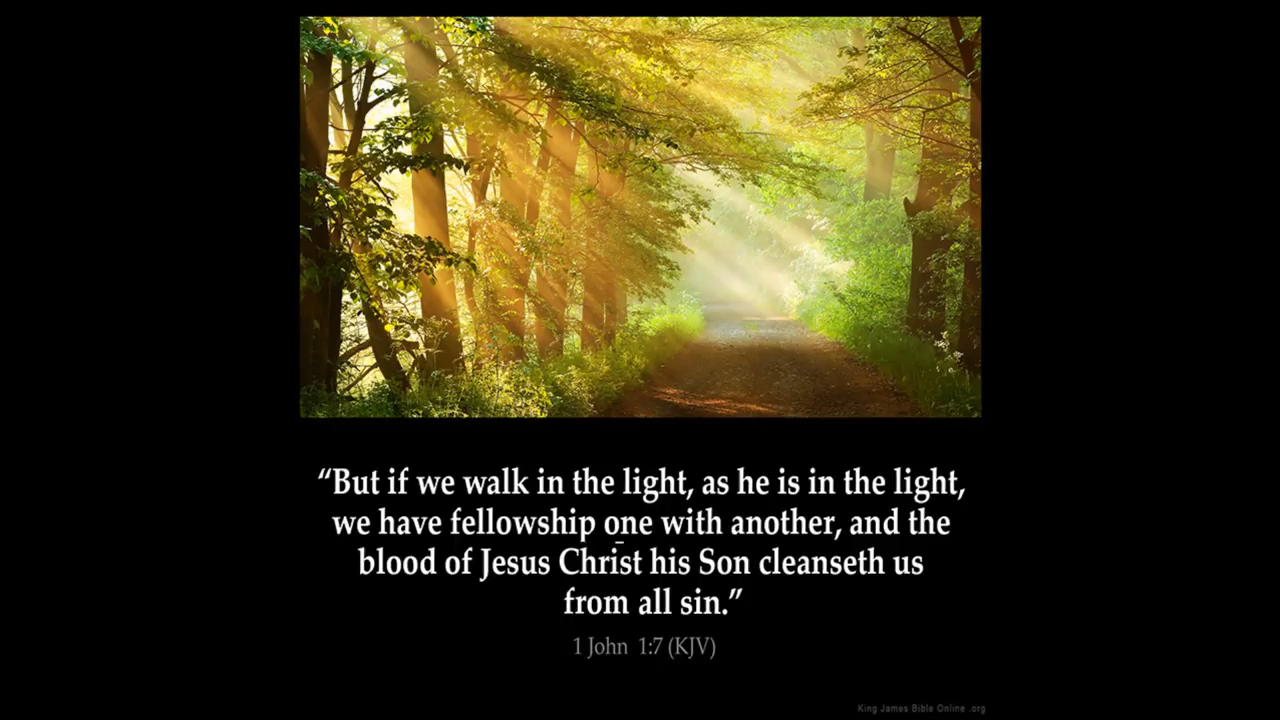 “But if we walk in the light, as he is in the light,
we have fellowship one with another, and the
blood of Jesus Christ his Son cleanseth us
from all sin.”
1 John 1:7 (KJV)
King James Bible Online .org